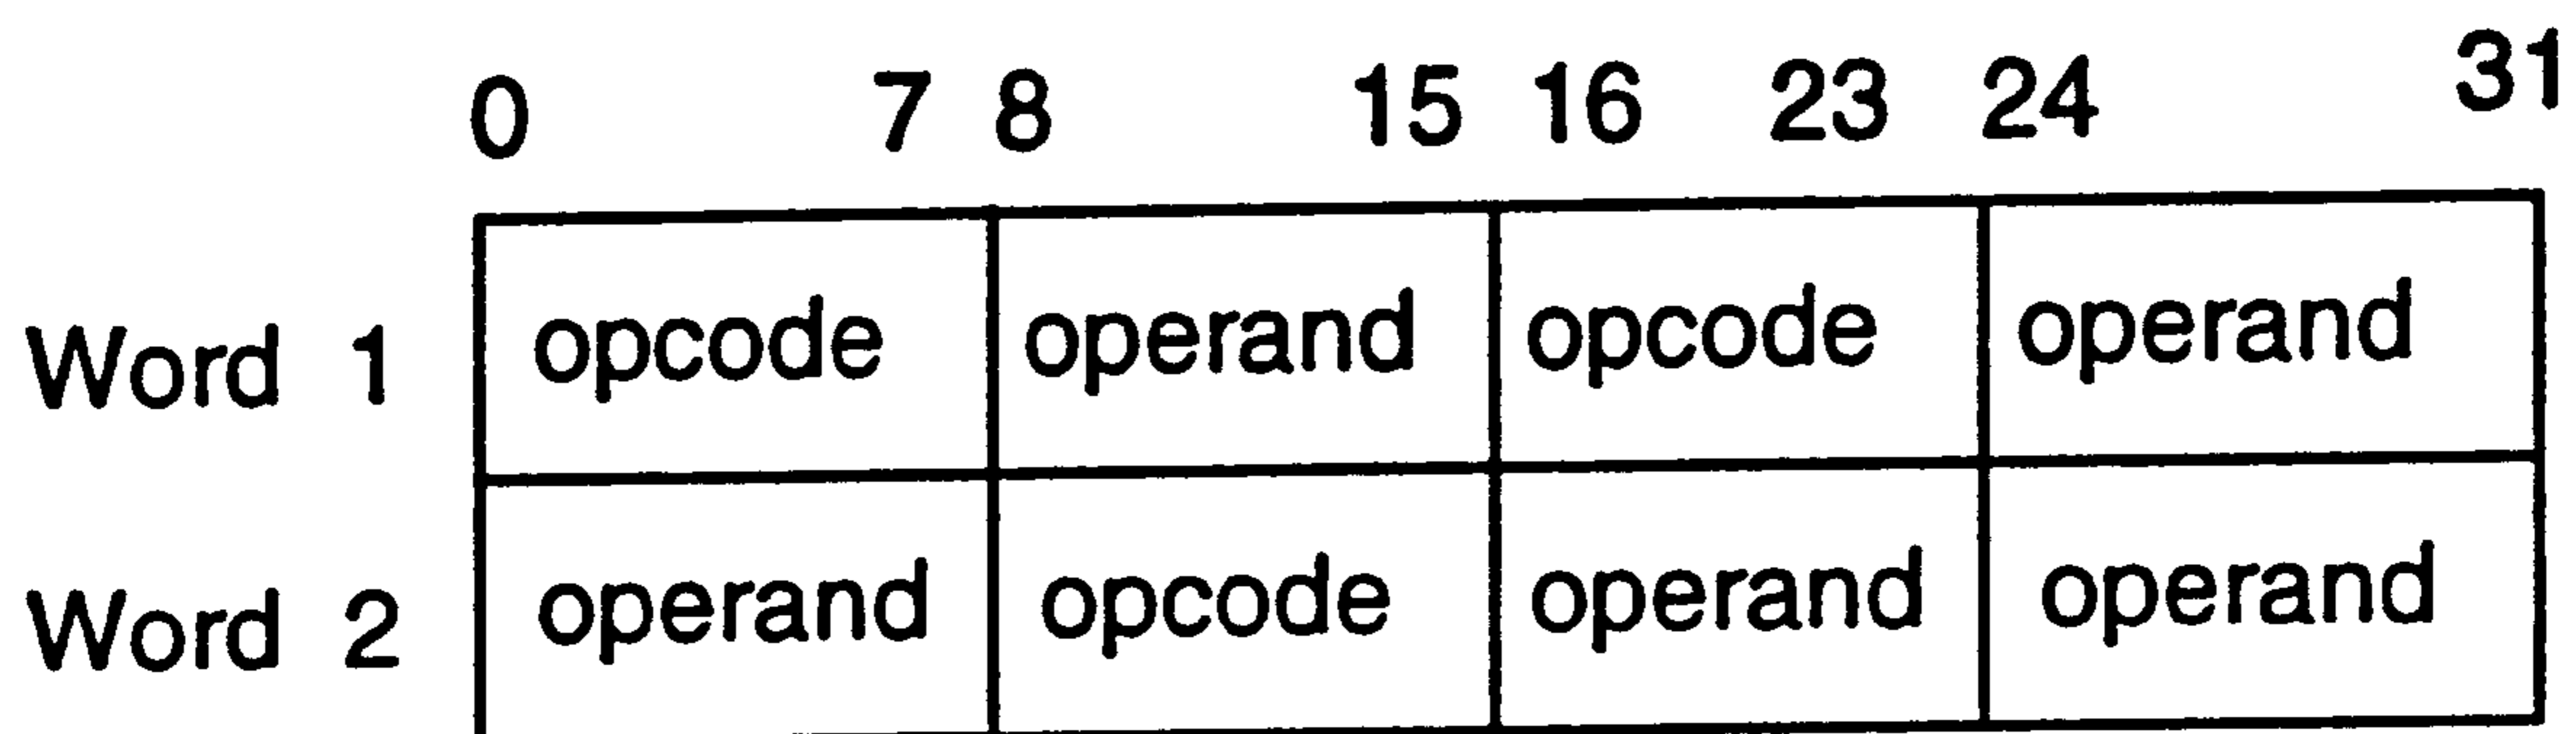 0 7 8 15 16 23 24 31
Word 1 opcode operand opcode operand
Word 2 operand opcode operand operand